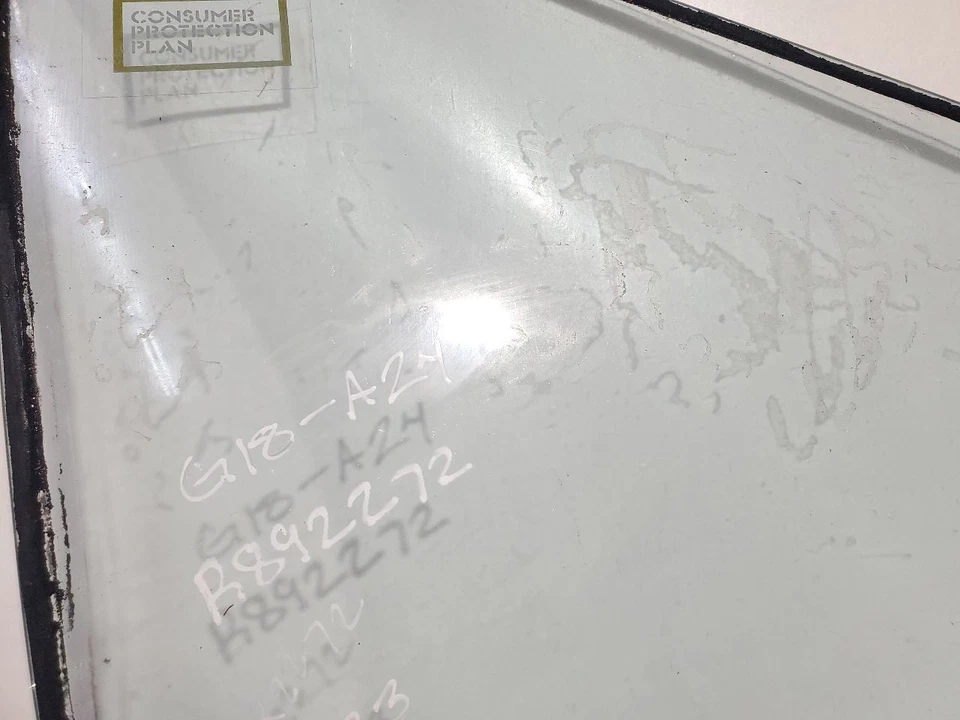 CONSUMER
PROTECTION
PLAN
G18-A24
R892272